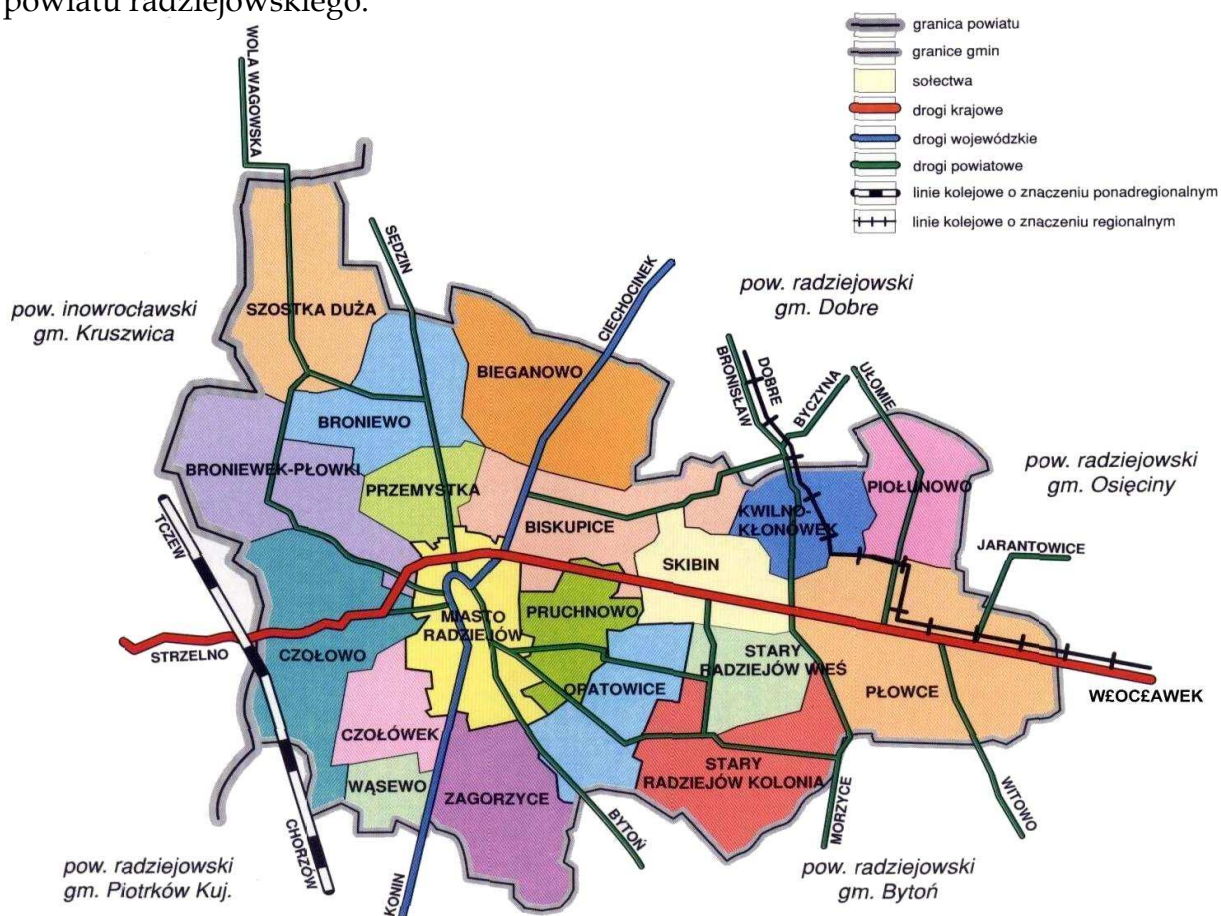 powiatu radziejowskiego.
granica powiatu
granice gmin
sołectwa
drogi krajowe
drogi wojewódzkie
drogi powiatowe
linie kolejowe o znaczeniu ponadregionalnym
linie kolejowe o znaczeniu regionalnym
WOLA WAGOWSKA
SĘDZIN
CIECHOCINEK
pow. inowrocławski
gm. Kruszwica
pow. radziejowski
gm. Dobre
SZOSTKA DUŻA
BIEGANOWO
BRONISŁAW
DOBRE
BYCZYNA
UŁOMIE
BRONIEWO
BRONIEWEK-PŁOWKI
PRZEMYSTKA
BISKUPICE
KWILNO-
KŁONÓWEK
PIOŁUNOWO
pow. radziejowski
gm. Osięciny
TCZEW
JARANTOWICE
SKIBIN
MIASTO
RADZIEJÓW
PRUCHNOWO
STRZELNO
CZOŁOWO
STARY
RADZIEJÓW WIEŚ
OPATOWICE
PŁOWCE
W£OC£AWEK
CZOŁÓWEK
STARY
RADZIEJÓW KOLONIA
WĄSEWO
ZAGORZYCE
CHORZÓW
BYTOŃ
MORZYCE
WITOWO
pow. radziejowski
gm. Piotrków Kuj.
KONIN
pow. radziejowski
gm. Bytoń